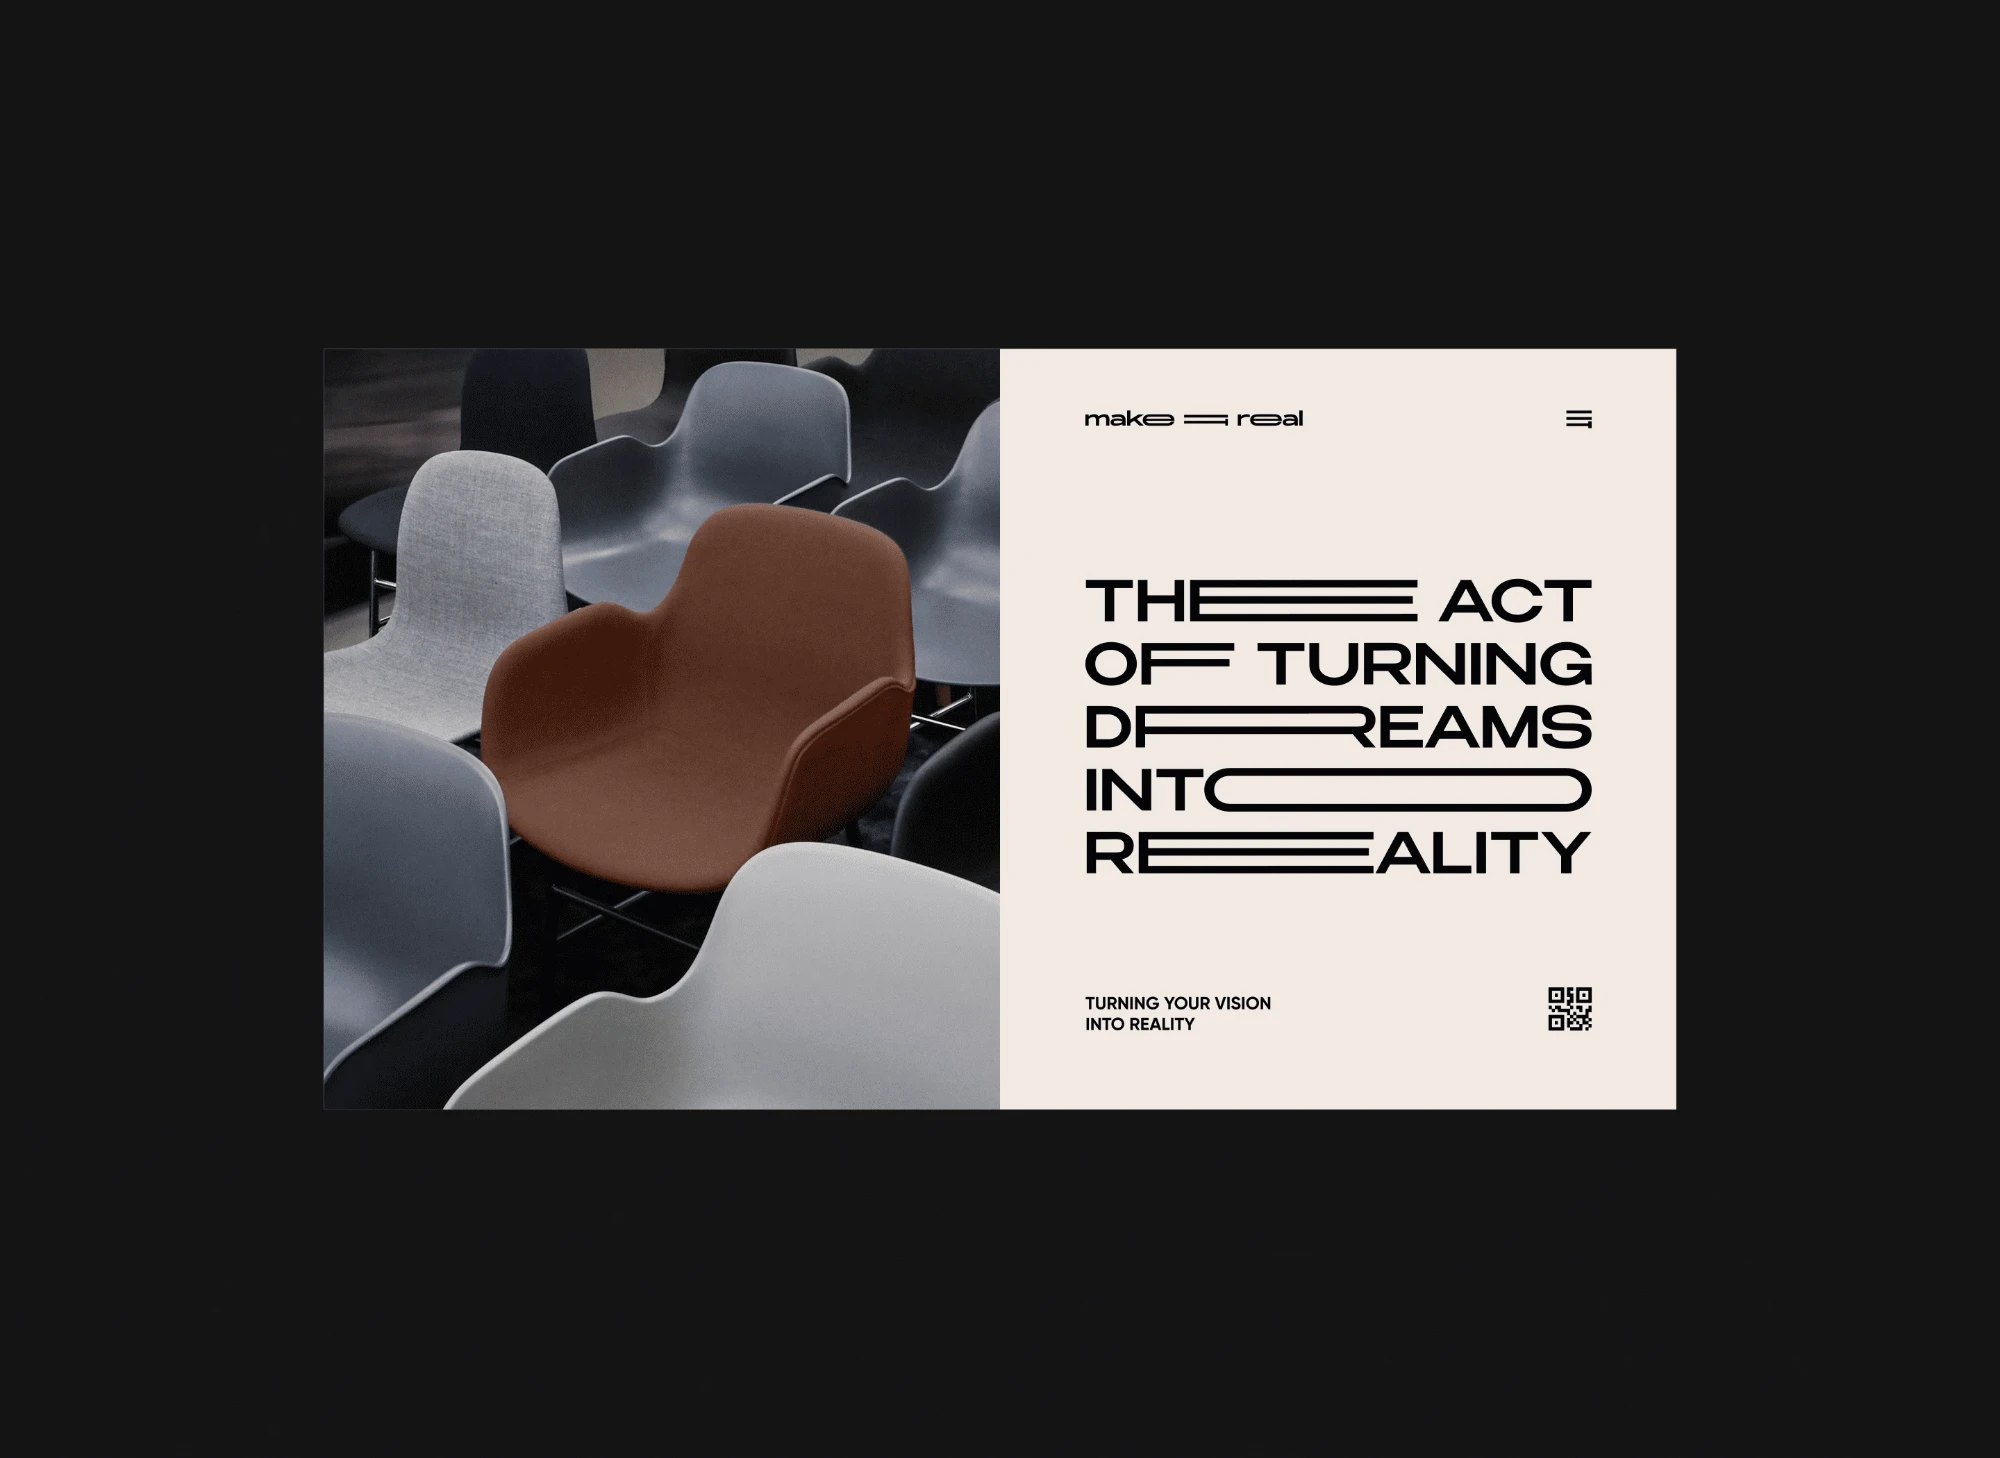 make = real
THE ACT
OF TURNING
DREAMS
INTO
REALITY
TURNING YOUR VISION
INTO REALITY